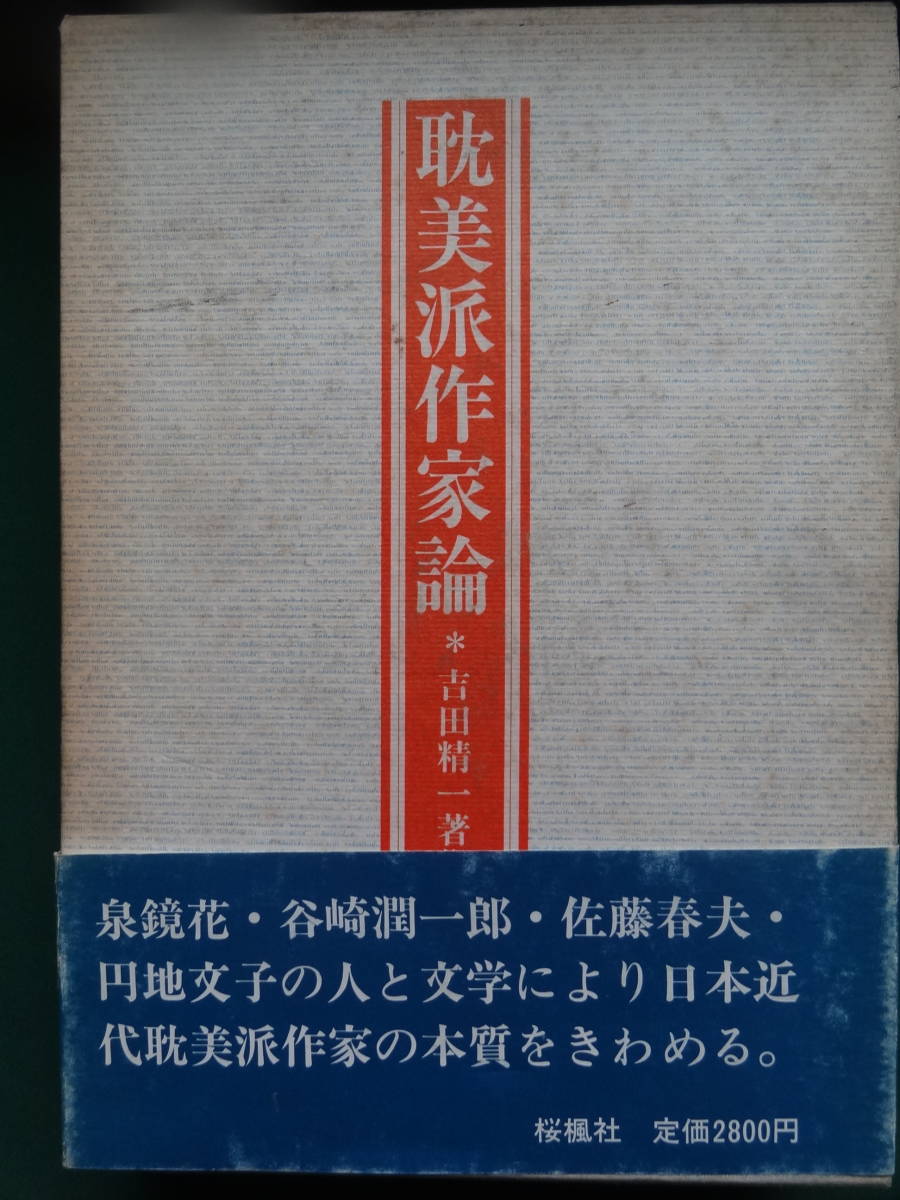 耽美派作家論
*吉田精一著
泉鏡花・谷崎潤一郎・佐藤春夫・
円地文子の人と文学により日本近
代耽美派作家の本質をきわめる。
桜楓社 定価2800円